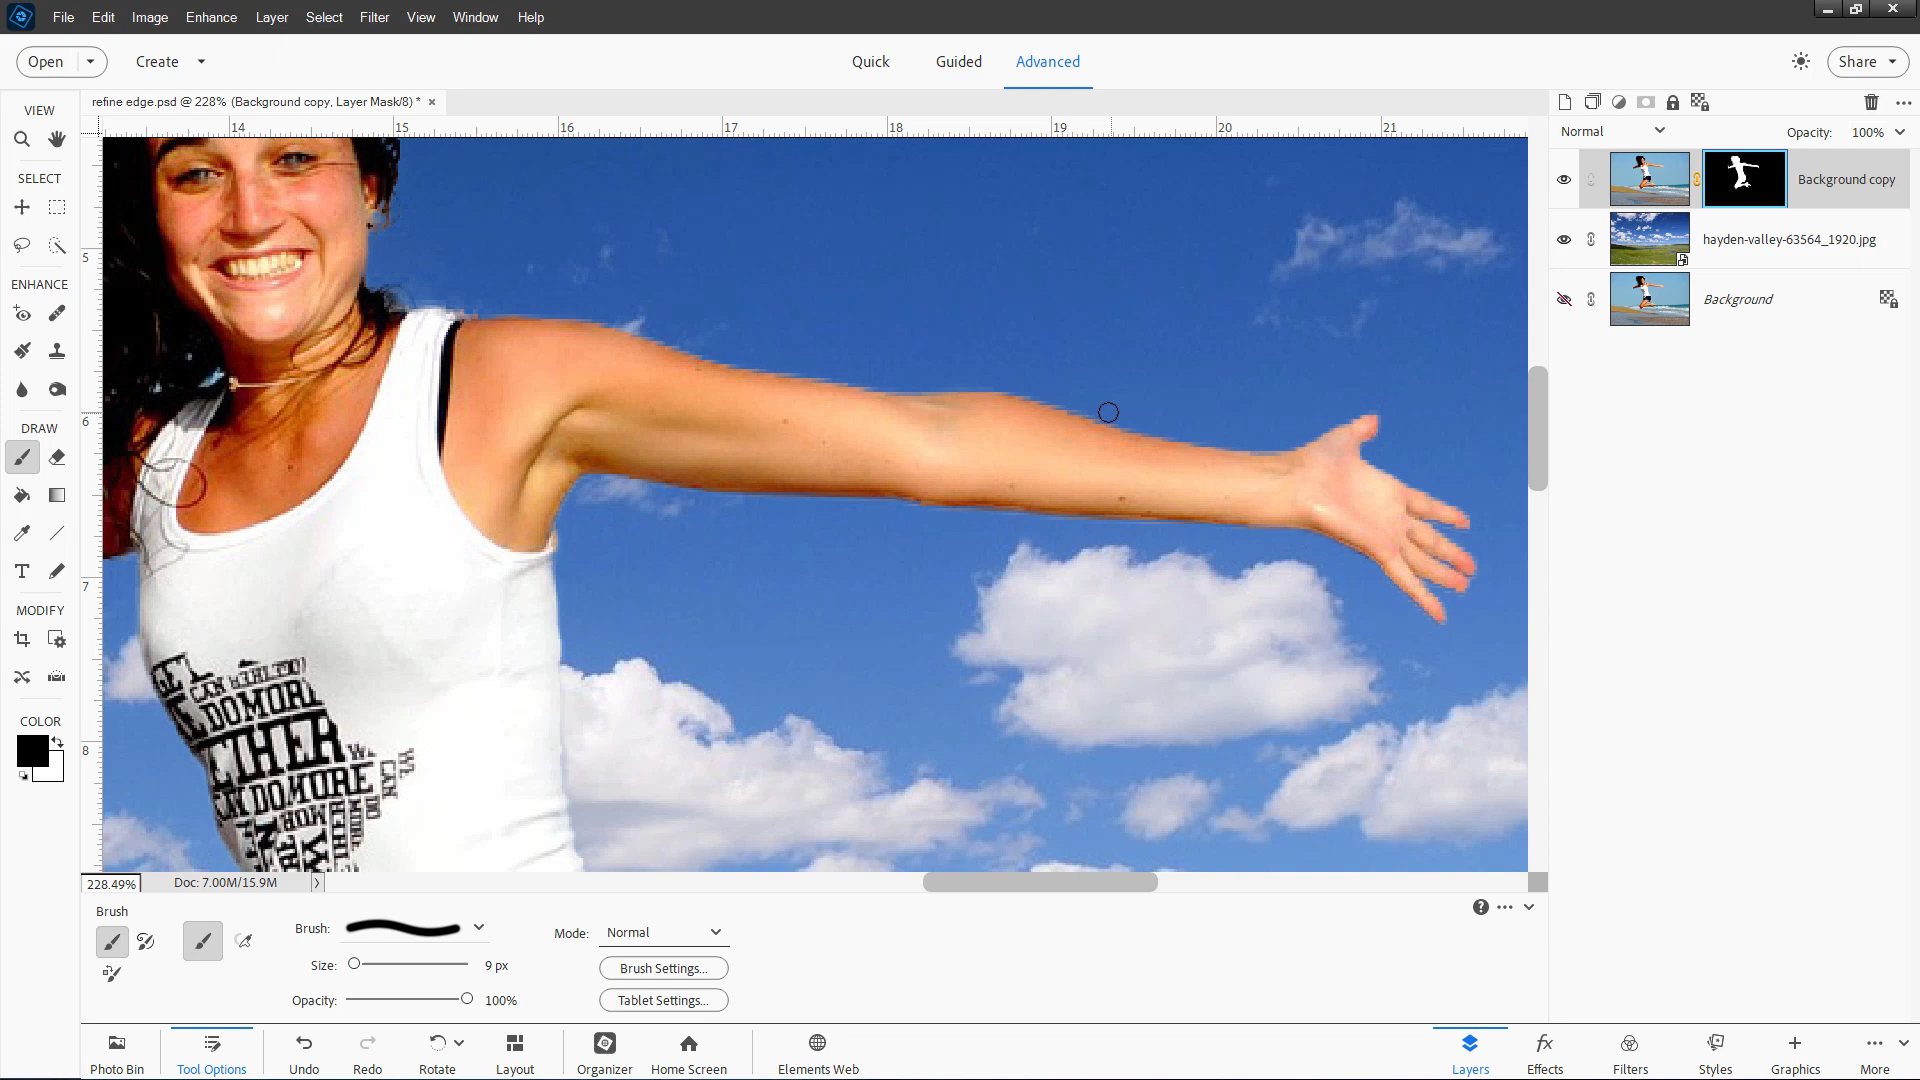 File Edit Image Enhance Layer Select Filter View Window Help
Open Create Quick Guided Advanced Share
VIEW
refine edge.psd @ 228% (Background copy, Layer Mask/8) *
14 15 16 17 18 19 20 21
Normal Opacity: 100%
SELECT
Background copy
hayden-valley-63564_1920.jpg
5
ENHANCE
Background
6
DRAW
7
MODIFY
CAN
DOMORE
8
COLOR
DOMORE
CAN
228.49% Doc: 7.00M/15.9M
Brush
Brush: Mode: Normal
Size: 9 px Brush Settings...
Opacity: 100% Tablet Settings...
Photo Bin Tool Options Undo Redo Rotate Layout Organizer Home Screen Elements Web Layers Effects Filters Styles Graphics More